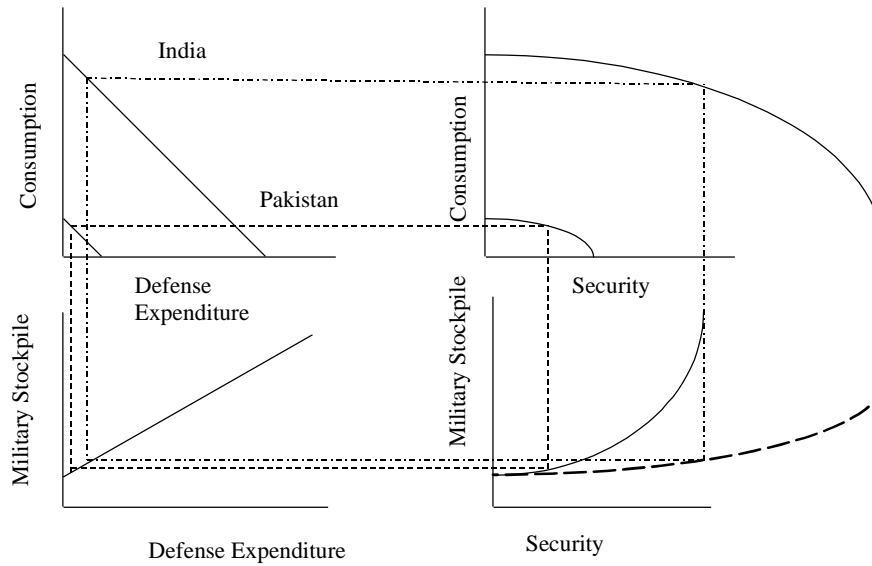 India
Consumption
Pakistan
Defense
Expenditure
Consumption
Security
Military Stockpile
Defense Expenditure
Military Stockpile
Security